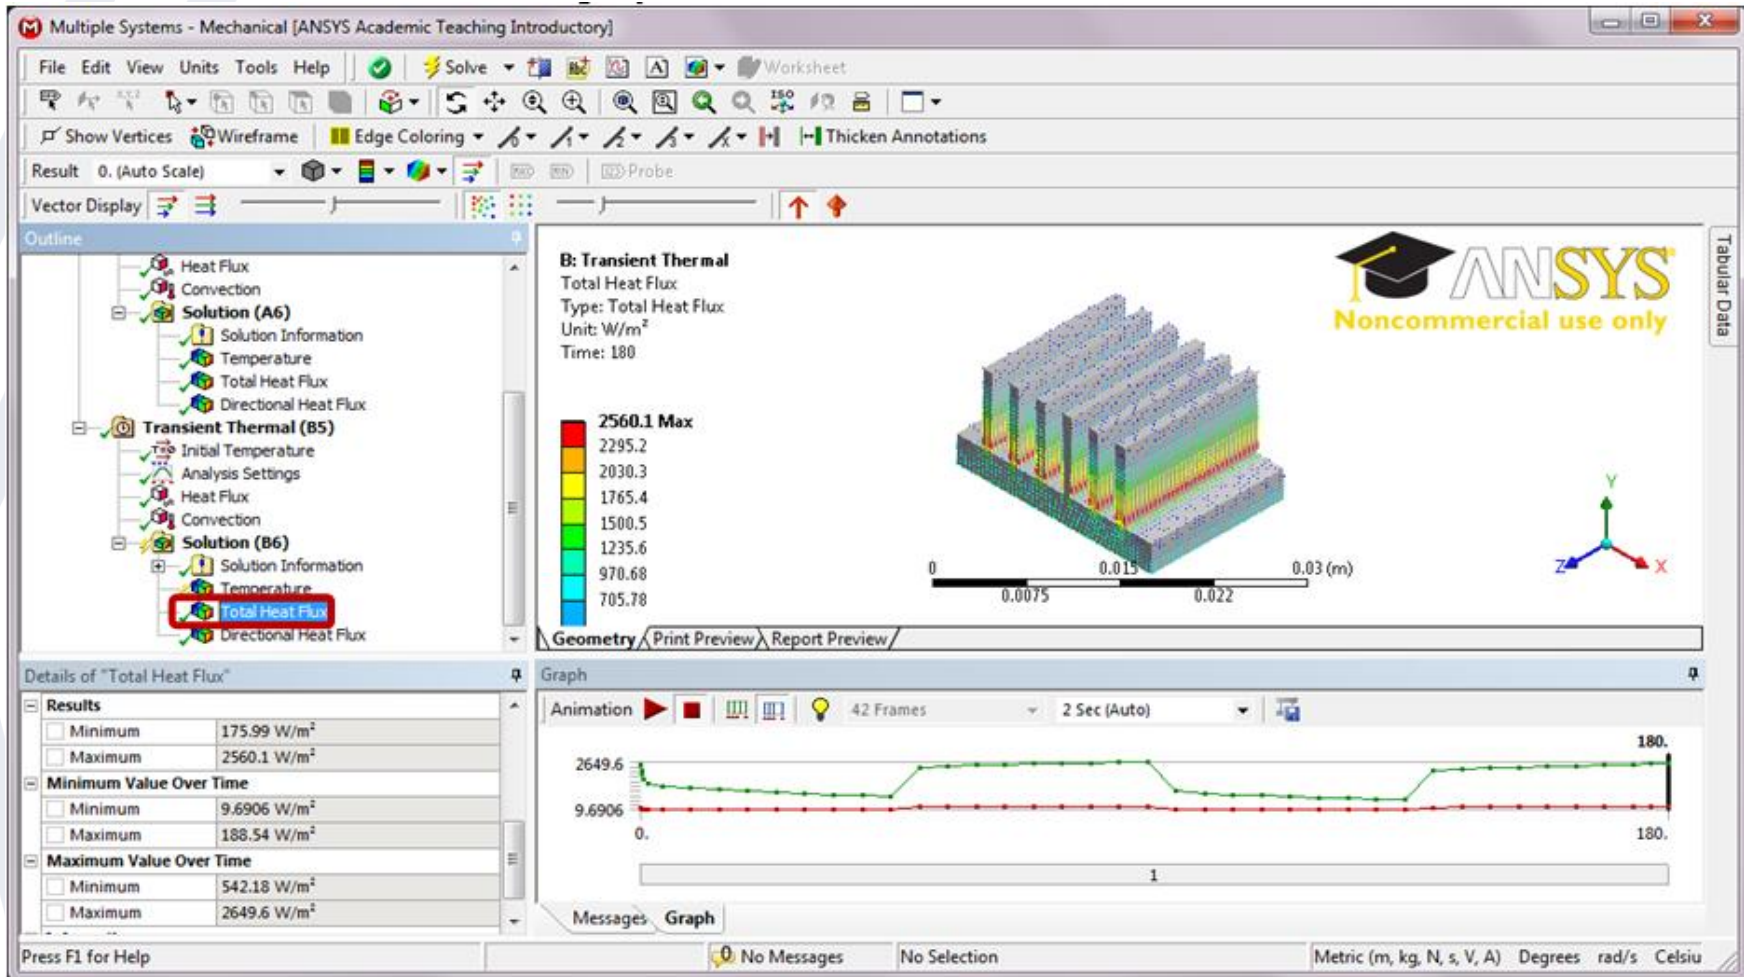 Multiple Systems - Mechanical [ANSYS Academic Teaching Introductory]
File Edit View Units Tools Help Solve Worksheet
Show Vertices Wireframe Edge Coloring Thicken Annotations
Result 0. (Auto Scale) Probe
Vector Display
Outline
Heat Flux
Convection
Solution (A6)
Solution Information
Temperature
Total Heat Flux
Directional Heat Flux
Transient Thermal (B5)
Initial Temperature
Analysis Settings
Heat Flux
Convection
Solution (B6)
Solution Information
Temperature
Total Heat Flux
Directional Heat Flux
B: Transient Thermal
Total Heat Flux
Type: Total Heat Flux
Unit: W/m²
Time: 180
2560.1 Max
2295.2
2030.3
1765.4
1500.5
1235.6
970.68
705.78
ANSYS
Noncommercial use only
0 0.015 0.03 (m)
0.0075 0.022
Y
Z X
Tabular Data
Geometry Print Preview Report Preview
Details of "Total Heat Flux"
Results
Minimum 175.99 W/m²
Maximum 2560.1 W/m²
Minimum Value Over Time
Minimum 9.6906 W/m²
Maximum 188.54 W/m²
Maximum Value Over Time
Minimum 542.18 W/m²
Maximum 2649.6 W/m²
Graph
Animation 42 Frames 2 Sec (Auto)
180.
2649.6
9.6906
0. 180.
1
Messages Graph
Press F1 for Help No Messages No Selection Metric (m, kg, N, s, V, A) Degrees rad/s Celsiu